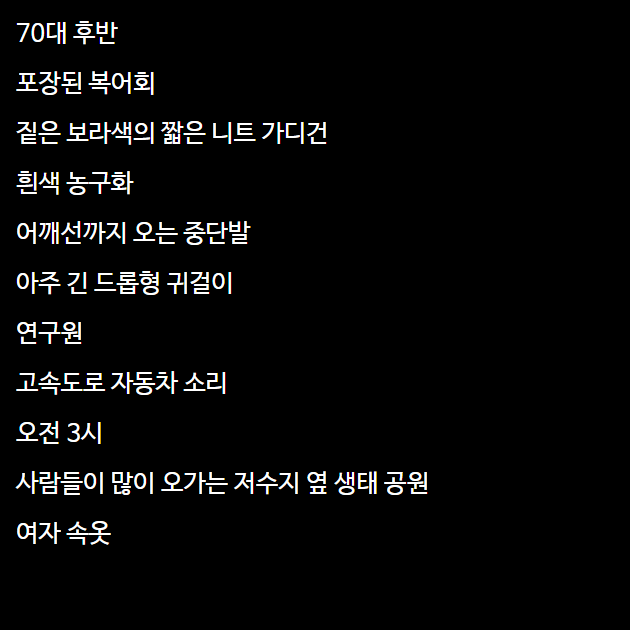 70대 후반
포장된 복어회
짙은 보라색의 짧은 니트 가디건
흰색 농구화
어깨선까지 오는 중단발
아주 긴 드롭형 귀걸이
연구원
고속도로 자동차 소리
오전 3시
사람들이 많이 오가는 저수지 옆 생태 공원
여자 속옷